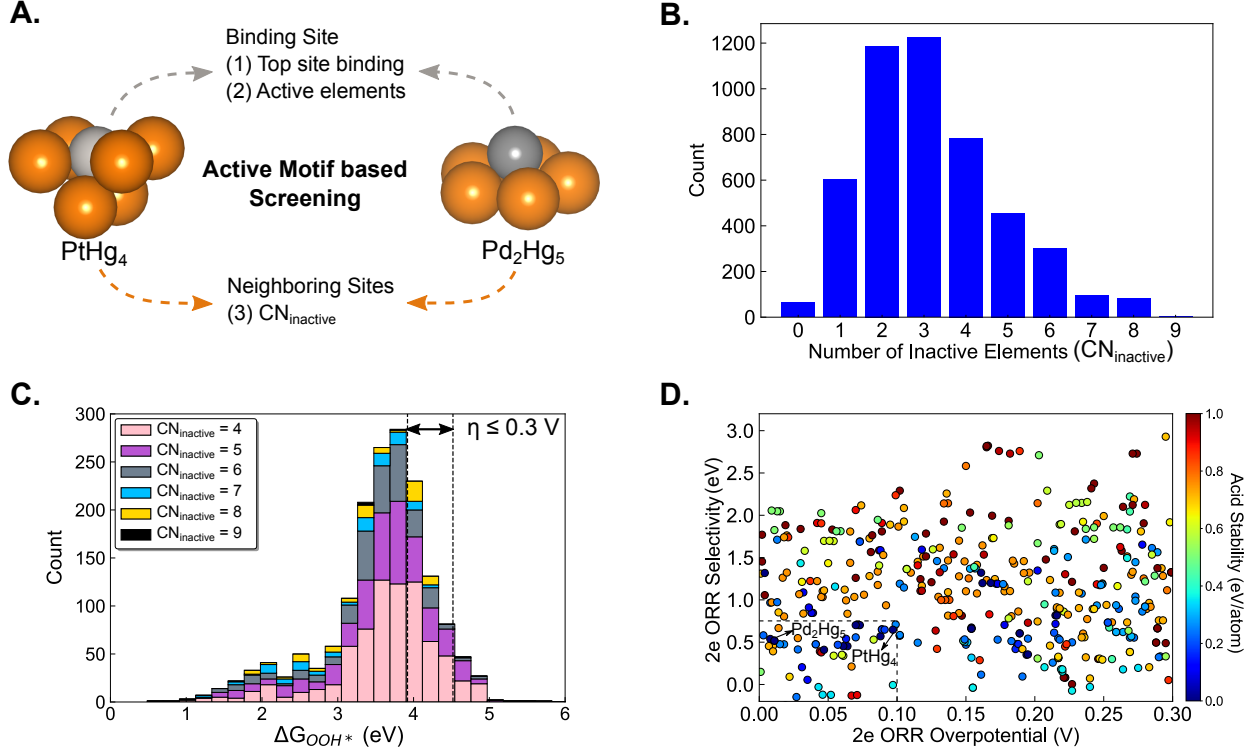 A.
Binding Site
(1) Top site binding
(2) Active elements
Active Motif based
Screening
PtHg₄
Pd₂Hg₅
Neighboring Sites
(3) CNinactive
B.
1200
1000
800
600
400
200
0
Count
0 1 2 3 4 5 6 7 8 9
Number of Inactive Elements (CNinactive)
C.
300
250
200
150
100
50
0
Count
CNinactive = 4
CNinactive = 5
CNinactive = 6
CNinactive = 7
CNinactive = 8
CNinactive = 9
η ≤ 0.3 V
0 1 2 3 4 5 6
ΔGOOH* (eV)
D.
3.0
2.5
2.0
1.5
1.0
0.5
0.0
2e ORR Selectivity (eV)
Pd₂Hg₅
PtHg₄
0.00 0.05 0.10 0.15 0.20 0.25 0.30
2e ORR Overpotential (V)
1.0
0.8
0.6
0.4
0.2
0.0
Acid Stability (eV/atom)